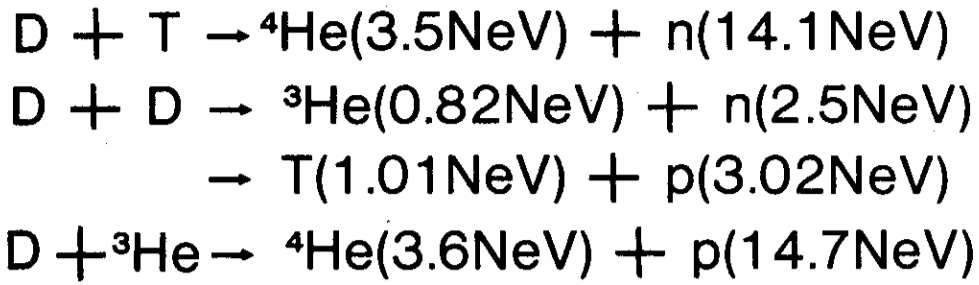 D + T → ⁴He(3.5NeV) + n(14.1NeV)
D + D → ³He(0.82NeV) + n(2.5NeV)
→ T(1.01NeV) + p(3.02NeV)
D +³He→ ⁴He(3.6NeV) + p(14.7NeV)